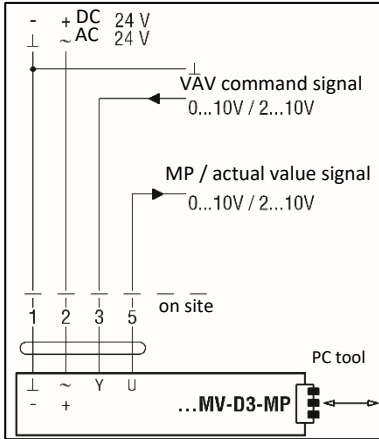 - + DC 24 V
⊥ ~ AC 24 V
⊥
VAV command signal
0...10V / 2...10V
MP / actual value signal
0...10V / 2...10V
1 2 3 5 on site
PC tool
⊥ ~ Y U
- + ...MV-D3-MP